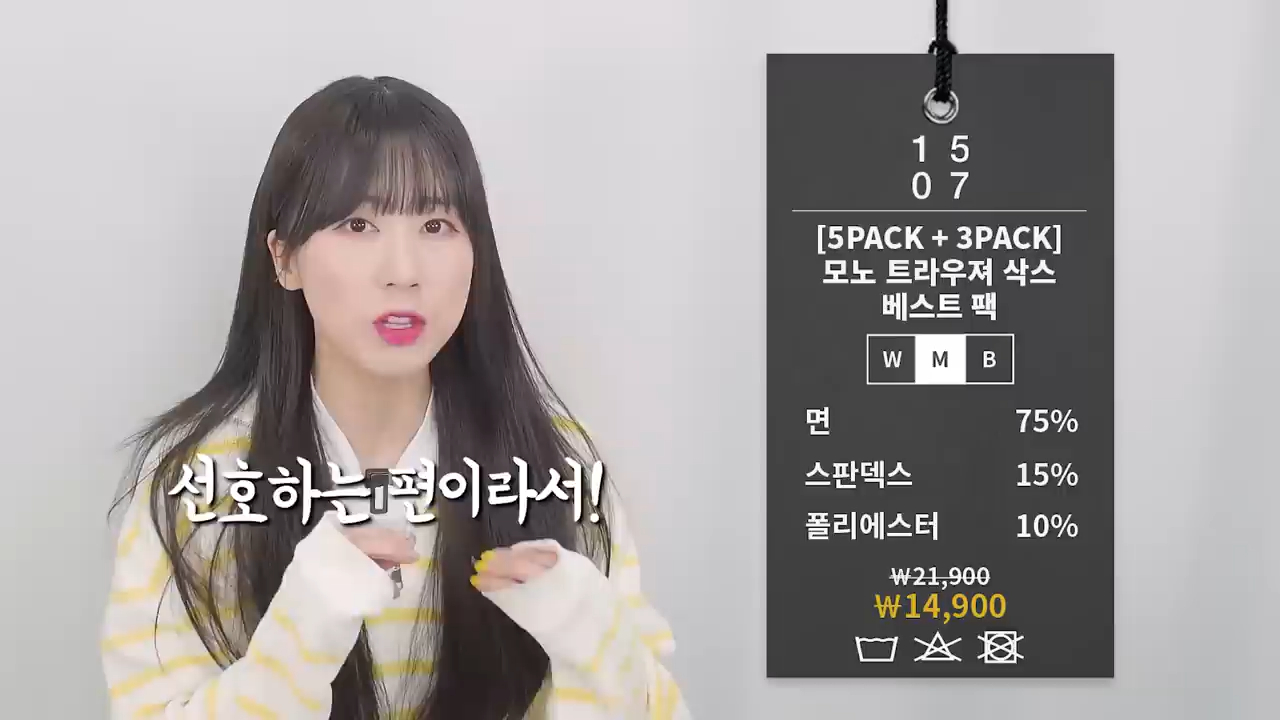 선호하는 편이라서!
1 5
0 7
[5PACK + 3PACK]
모노 트라우져 삭스
베스트 팩
W M B
면 75%
스판덱스 15%
폴리에스터 10%
₩21,900
₩14,900